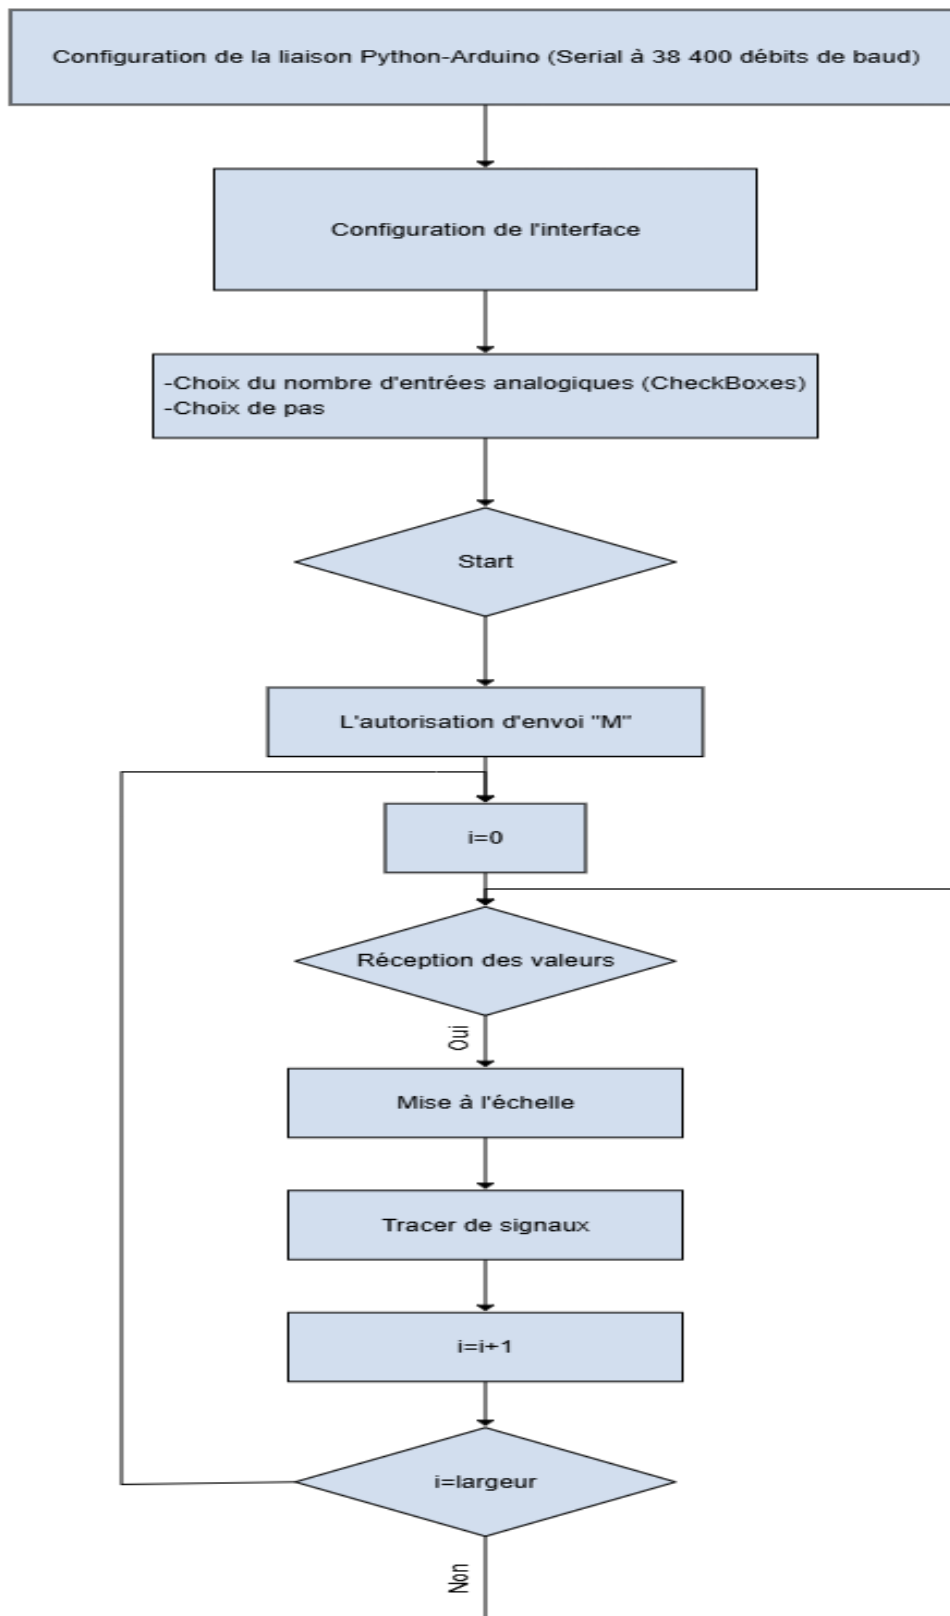 Configuration de la liaison Python-Arduino (Serial à 38 400 débits de baud)
Configuration de l'interface
-Choix du nombre d'entrées analogiques (CheckBoxes)
-Choix de pas
Start
L'autorisation d'envoi "M"
i=0
Réception des valeurs
Oui
Mise à l'échelle
Tracer de signaux
i=i+1
i=largeur
Non